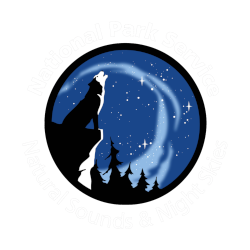 National Park Service
Natural Sounds & Night Skies